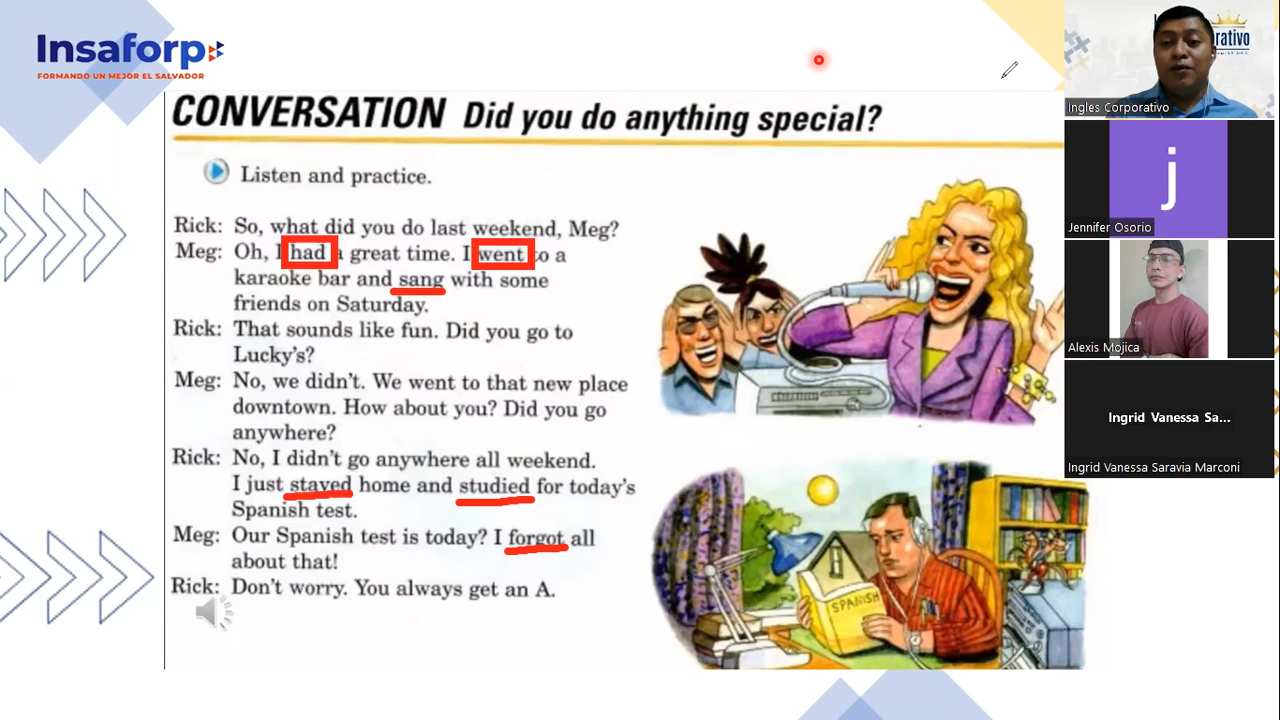 Insaforp
FORMANDO UN MEJOR EL SALVADOR
CONVERSATION Did you do anything special?
Listen and practice.
Rick: So, what did you do last weekend, Meg?
Meg: Oh, I had a great time. I went to a
karaoke bar and sang with some
friends on Saturday.
Rick: That sounds like fun. Did you go to
Lucky's?
Meg: No, we didn't. We went to that new place
downtown. How about you? Did you go
anywhere?
Rick: No, I didn't go anywhere all weekend.
I just stayed home and studied for today's
Spanish test.
Meg: Our Spanish test is today? I forgot all
about that!
Rick: Don't worry. You always get an A.
SPANISH
Ingles Corporativo
j
Jennifer Osorio
Alexis Mojica
Ingrid Vanessa Sa...
Ingrid Vanessa Saravia Marconi